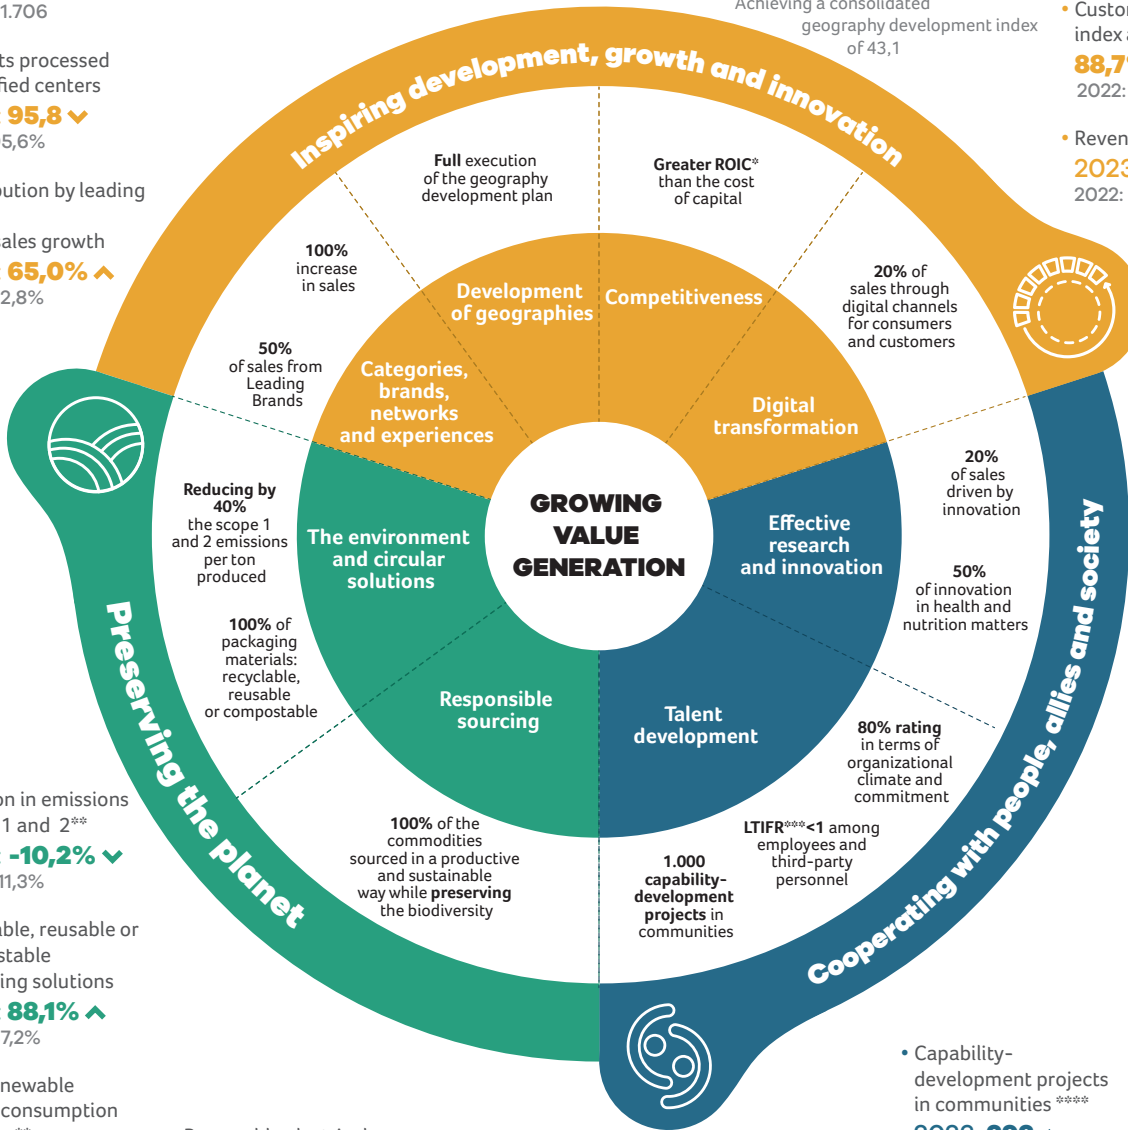 1.706
ts processed
fied centers
95,8
5,6%
oution by leading
sales growth
65,0%
2,8%
Achieving a consolidated
geography development index
of 43,1
• Custo
index a
88,7
2022:
• Reven
2023
2022:
Inspiring development, growth and innovation
Full execution
of the geography
development plan
Greater ROIC*
than the cost
of capital
100%
increase
in sales
50%
of sales from
Leading
Brands
20% of
sales through
digital channels
for consumers
and customers
Development
of geographies
Competitiveness
Categories,
brands,
networks
and experiences
Digital
transformation
GROWING
VALUE
GENERATION
Reducing by
40%
the scope 1
and 2 emissions
per ton
produced
100% of
packaging
materials:
recyclable,
reusable
or compostable
The environment
and circular
solutions
Responsible
sourcing
Effective
research
and innovation
Talent
development
20%
of sales
driven by
innovation
50%
of innovation
in health and
nutrition matters
80% rating
in terms of
organizational
climate and
commitment
LTIFR***<1 among
employees and
third-party
personnel
1.000
capability-
development
projects in
communities
100% of the
commodities
sourced in a productive
and sustainable
way while preserving
the biodiversity
Preserving the planet
Cooperating with people, allies and society
on in emissions
1 and 2**
-10,2%
11,3%
able, reusable or
stable
ing solutions
88,1%
7,2%
newable
consumption
• Capability-
development projects
in communities ****